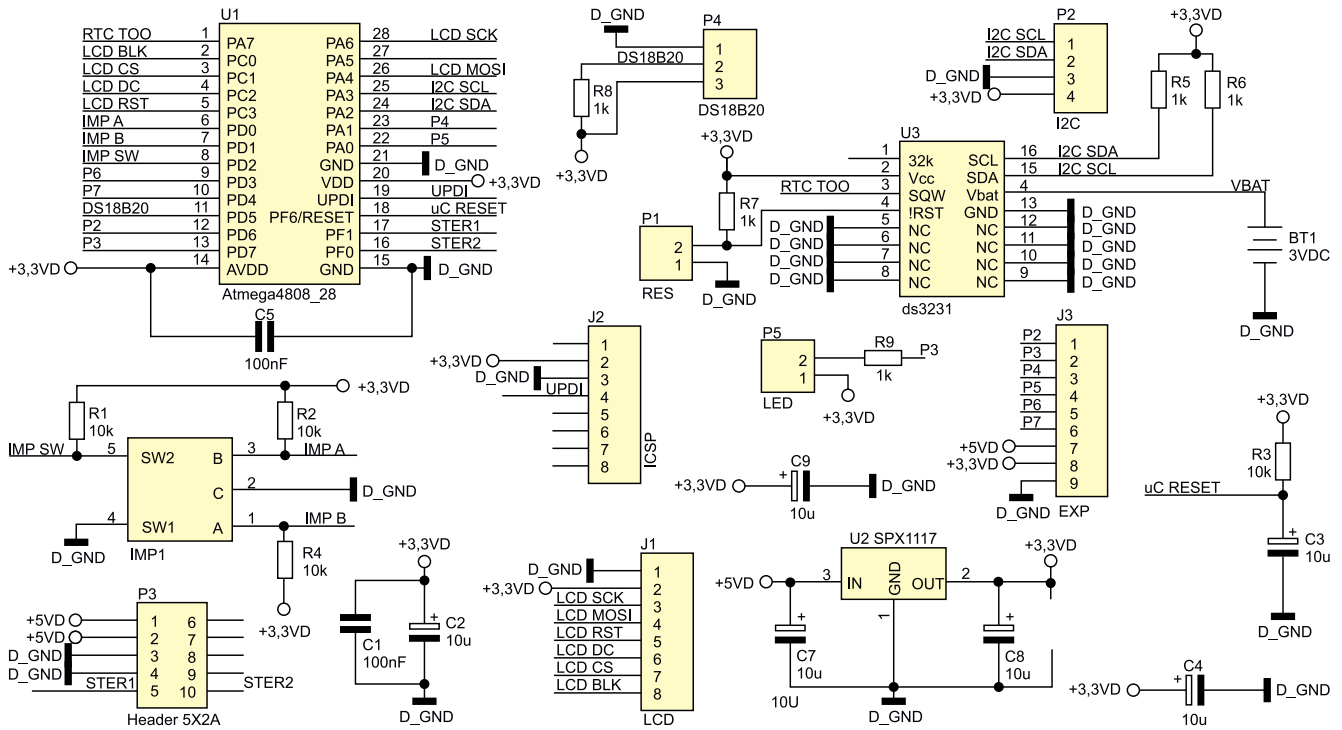 U1
RTC TOO 1 PA7 PA6 28 LCD SCK
LCD BLK 2 PC0 PA5 27
LCD CS 3 PC1 PA4 26 LCD MOSI
LCD DC 4 PC2 PA3 25 I2C SCL
LCD RST 5 PC3 PA2 24 I2C SDA
IMP A 6 PD0 PA1 23 P4
IMP B 7 PD1 PA0 22 P5
IMP SW 8 PD2 GND 21 D_GND
P6 9 PD3 VDD 20 +3,3VD
P7 10 PD4 UPDI 19 UPDI
DS18B20 11 PD5 PF6/RESET 18 uC RESET
P2 12 PD6 PF1 17 STER1
P3 13 PD7 PF0 16 STER2
+3,3VD 14 AVDD GND 15 D_GND
Atmega4808_28
C5
100nF
D_GND
P4
1
DS18B20 2
3
R8
1k
DS18B20
+3,3VD
P2
I2C SCL 1
I2C SDA 2
D_GND 3
+3,3VD 4
I2C
+3,3VD
R5
1k
R6
1k
+3,3VD
U3
1 32k SCL 16 I2C SDA
2 Vcc SDA 15 I2C SCL
RTC TOO 3 SQW Vbat 4 VBAT
4 !RST GND 13 D_GND
D_GND 5 NC NC 12 D_GND
D_GND 6 NC NC 11 D_GND
D_GND 7 NC NC 10 D_GND
D_GND 8 NC NC 9 D_GND
ds3231
R7
1k
P1
2
1
RES
D_GND
BT1
3VDC
D_GND
J2
1
+3,3VD 2
D_GND 3
UPDI 4
5
6
7
8
ICSP
P5
2 R9 P3
1 1k
LED
+3,3VD
J3
P2 1
P3 2
P4 3
P5 4
P6 5
P7 6
+5VD 7
+3,3VD 8
D_GND 9
EXP
+3,3VD
R1
10k
R2
10k
IMP SW 5 SW2 B 3 IMP A
C 2 D_GND
4 SW1 A 1 IMP B
D_GND
IMP1
R4
10k
+3,3VD
C9
+
+3,3VD D_GND
10u
+3,3VD
R3
10k
uC RESET
+
C3
10u
D_GND
P3
+5VD 1 6
+5VD 2 7
D_GND 3 8
D_GND 4 9
STER1 5 10 STER2
Header 5X2A
+3,3VD
C1
100nF
+
C2
10u
D_GND
J1
D_GND 1
+3,3VD 2
LCD SCK 3
LCD MOSI 4
LCD RST 5
LCD DC 6
LCD CS 7
LCD BLK 8
LCD
U2 SPX1117
+5VD 3 IN GND OUT 2 +3,3VD
1
+
C7
10u
10U
+
C8
10u
D_GND
C4
+
+3,3VD D_GND
10u